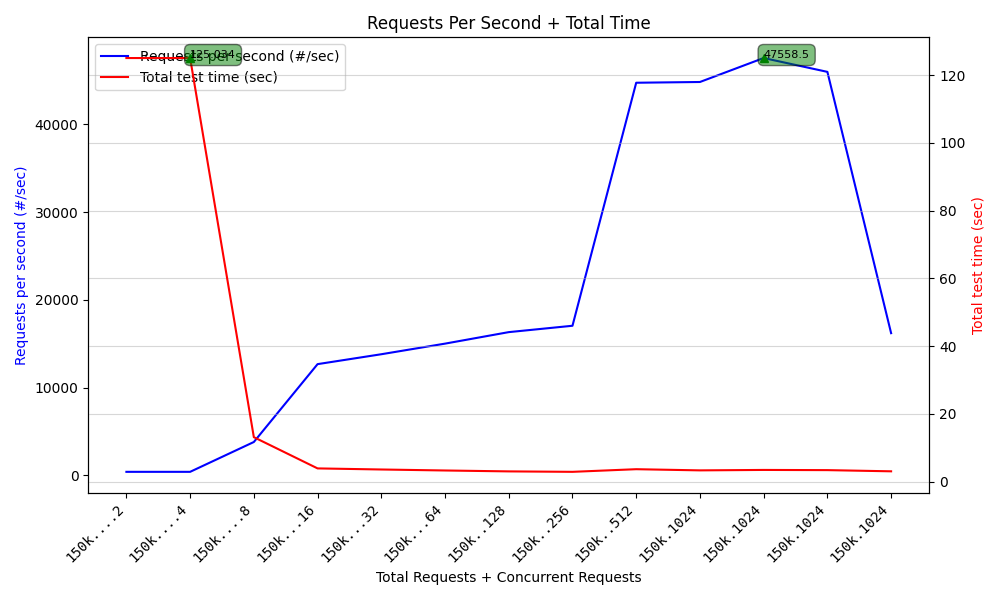 Requests Per Second + Total Time
Requests per second (#/sec)
Total test time (sec)
125.034
47558.5
Requests per second (#/sec)
40000
30000
20000
10000
0
120
100
80
60
40
20
0
Total test time (sec)
150k....2
150k....4
150k....8
150k...16
150k...32
150k...64
150k..128
150k..256
150k..512
150k.1024
150k.1024
150k.1024
150k.1024
Total Requests + Concurrent Requests